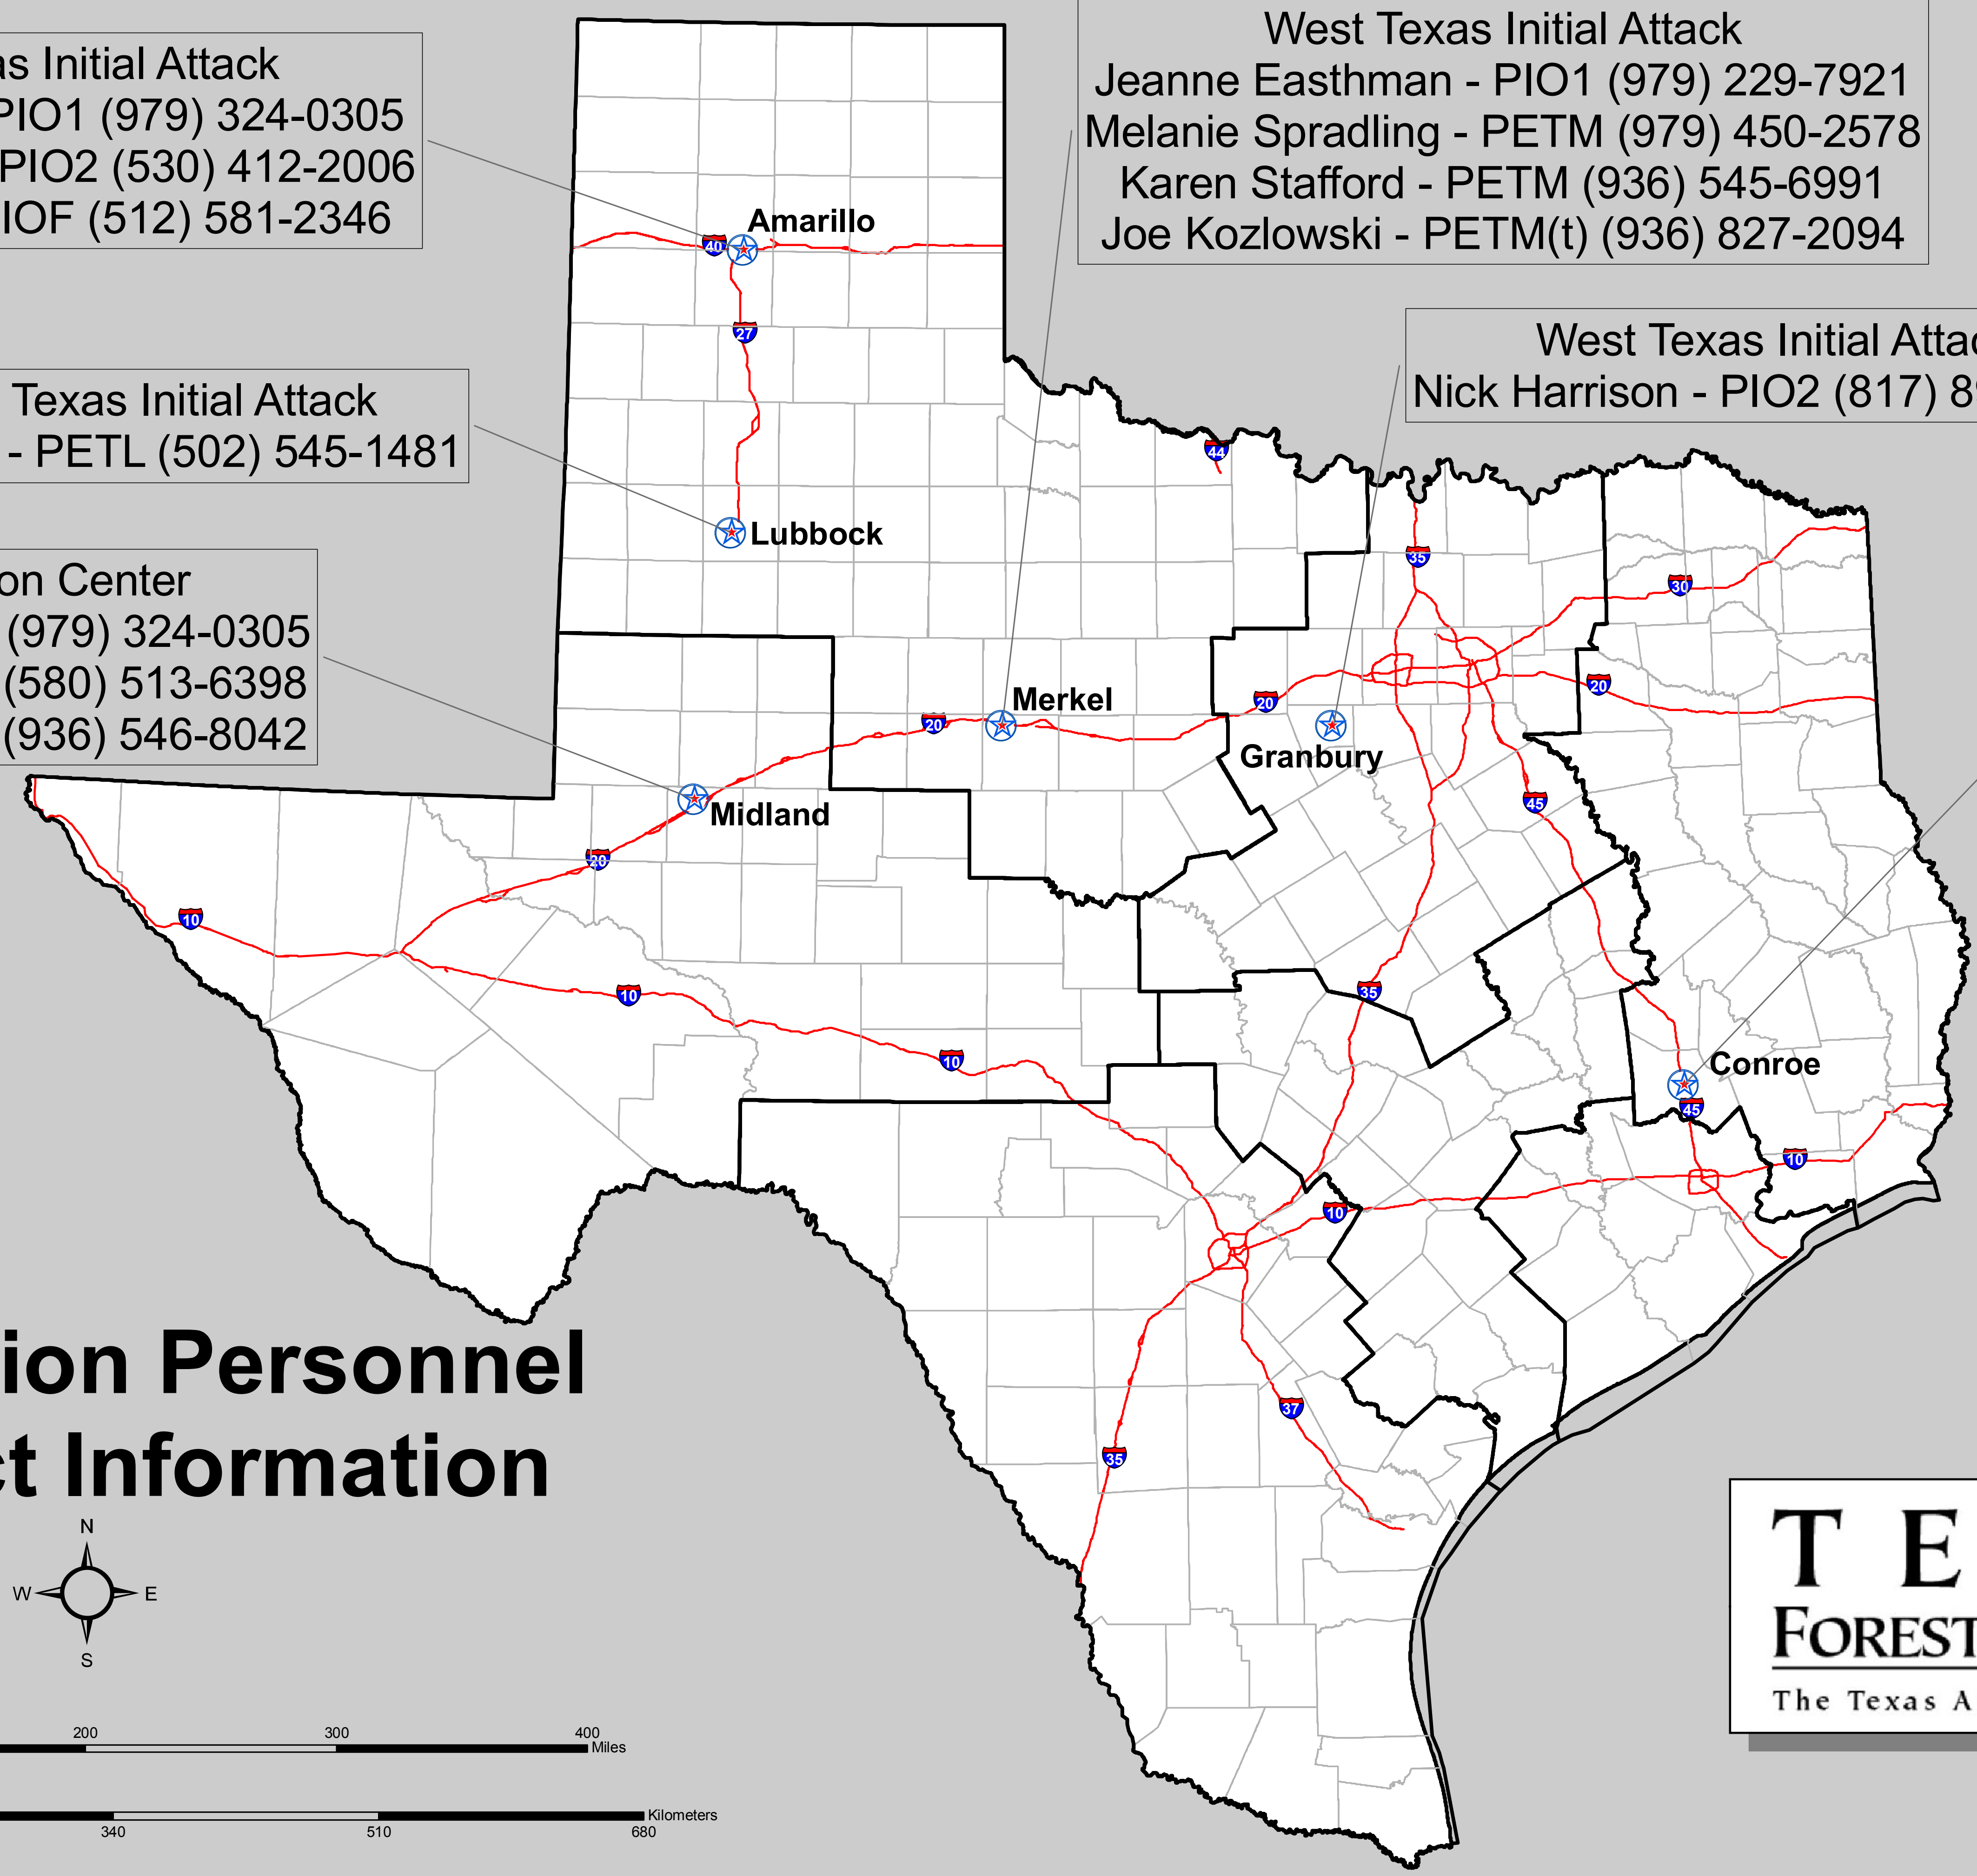 as Initial Attack
PIO1 (979) 324-0305
PIO2 (530) 412-2006
IOF (512) 581-2346
West Texas Initial Attack
Jeanne Easthman - PIO1 (979) 229-7921
Melanie Spradling - PETM (979) 450-2578
Karen Stafford - PETM (936) 545-6991
Joe Kozlowski - PETM(t) (936) 827-2094
West Texas Initial Attac
Nick Harrison - PIO2 (817) 89
Texas Initial Attack
- PETL (502) 545-1481
on Center
(979) 324-0305
(580) 513-6398
(936) 546-8042
Amarillo
40
27
44
Lubbock
35
30
20
Merkel
20
20
Granbury
Midland
45
20
10
10
35
10
Conroe
45
10
10
37
35
ion Personnel
ct Information
N
W
E
S
200
300
400
Miles
Kilometers
340
510
680
T E
FOREST
The Texas A